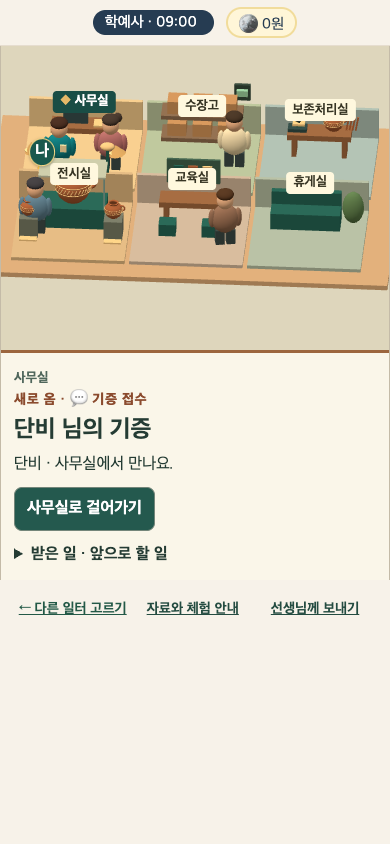 학예사 · 09:00
0원
◆ 사무실
수장고
보존처리실
나
전시실
교육실
휴게실
사무실
새로 옴 · 💬 기증 접수
단비 님의 기증
단비 · 사무실에서 만나요.
사무실로 걸어가기
▶ 받은 일 · 앞으로 할 일
← 다른 일터 고르기
자료와 체험 안내
선생님께 보내기